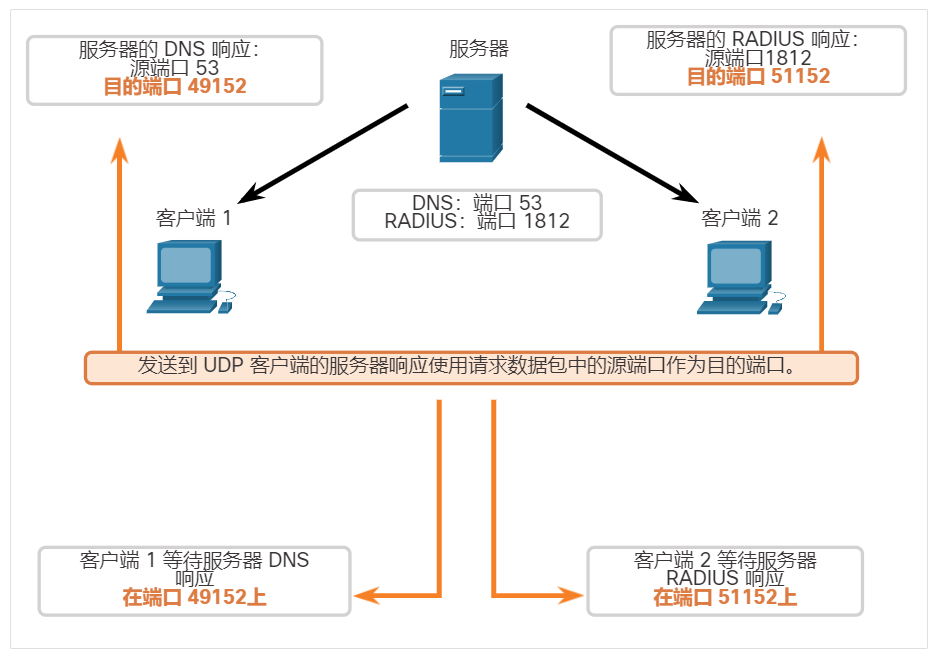 服务器的 DNS 响应：
源端口 53
目的端口 49152
服务器
服务器的 RADIUS 响应：
源端口1812
目的端口 51152
DNS：端口 53
RADIUS：端口 1812
客户端 1
客户端 2
发送到 UDP 客户端的服务器响应使用请求数据包中的源端口作为目的端口。
客户端 1 等待服务器 DNS
响应
在端口 49152上
客户端 2 等待服务器
RADIUS 响应
在端口 51152上